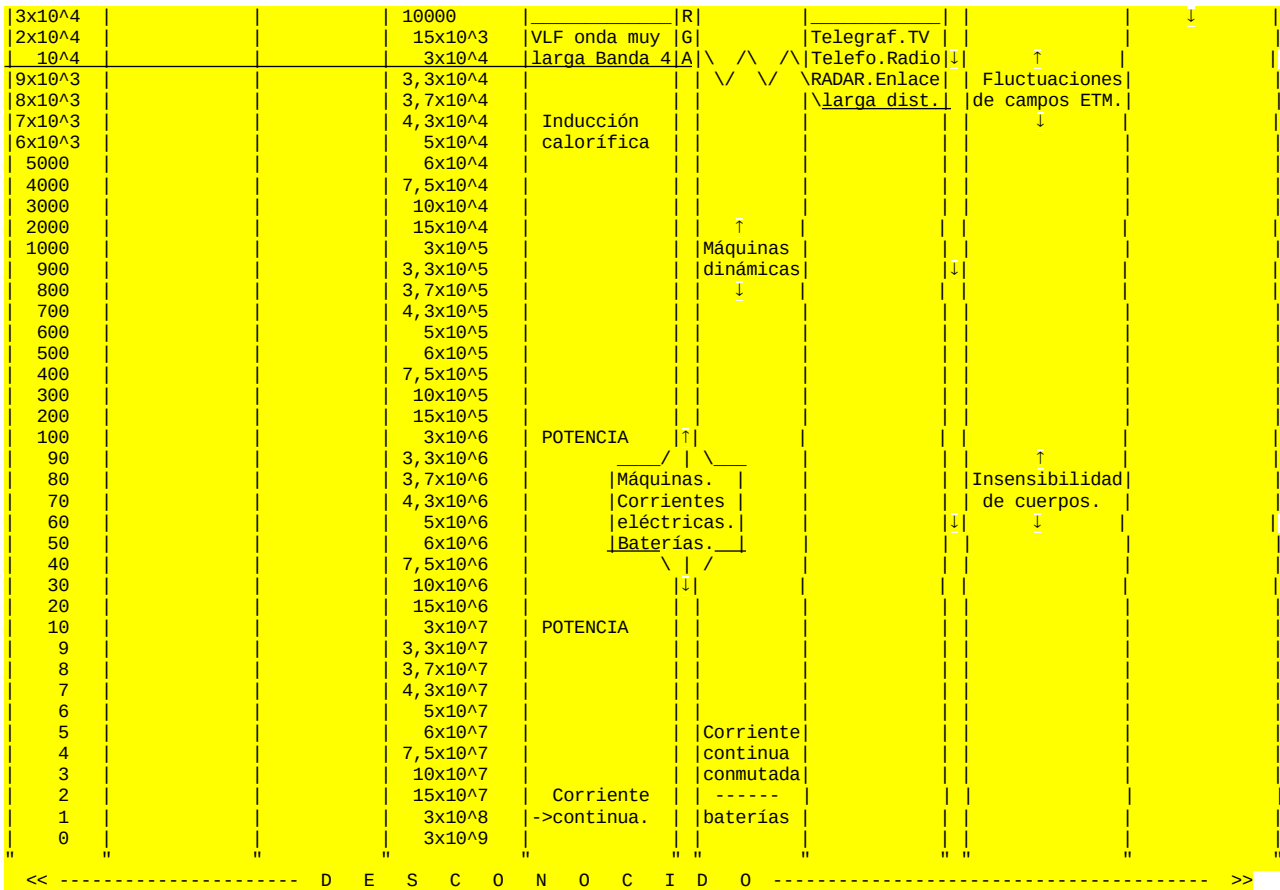 |3x10^4 | | | 10000 |_____________|R| |____________| | | ↓ |
|2x10^4 | | | 15x10^3 |VLF onda muy |G| |Telegraf.TV | | | |
| 10^4 | | | 3x10^4 |larga Banda 4|A|\ /\ /\|Telefo.Radio|↓| ↑ | |
|9x10^3 | | | 3,3x10^4 | | | \/ \/ \RADAR.Enlace| | Fluctuaciones| |
|8x10^3 | | | 3,7x10^4 | | | |\larga dist.| |de campos ETM.| |
|7x10^3 | | | 4,3x10^4 | Inducción | | | | | ↓ | |
|6x10^3 | | | 5x10^4 | calorífica | | | | | | |
| 5000 | | | 6x10^4 | | | | | | | |
| 4000 | | | 7,5x10^4 | | | | | | | |
| 3000 | | | 10x10^4 | | | | | | | |
| 2000 | | | 15x10^4 | | | ↑ | | | | |
| 1000 | | | 3x10^5 | | |Máquinas | | | | |
| 900 | | | 3,3x10^5 | | |dinámicas| |↓| | |
| 800 | | | 3,7x10^5 | | | ↓ | | | | |
| 700 | | | 4,3x10^5 | | | | | | | |
| 600 | | | 5x10^5 | | | | | | | |
| 500 | | | 6x10^5 | | | | | | | |
| 400 | | | 7,5x10^5 | | | | | | | |
| 300 | | | 10x10^5 | | | | | | | |
| 200 | | | 15x10^5 | | | | | | | |
| 100 | | | 3x10^6 | POTENCIA |↑| | | | | |
| 90 | | | 3,3x10^6 | ____/ | \___ | | | ↑ | |
| 80 | | | 3,7x10^6 | |Máquinas. | | | |Insensibilidad| |
| 70 | | | 4,3x10^6 | |Corrientes | | | | de cuerpos. | |
| 60 | | | 5x10^6 | |eléctricas.| | |↓| ↓ | |
| 50 | | | 6x10^6 | |Baterías.__| | | | | |
| 40 | | | 7,5x10^6 | \ | / | | | | |
| 30 | | | 10x10^6 | |↓| | | | | |
| 20 | | | 15x10^6 | | | | | | | |
| 10 | | | 3x10^7 | POTENCIA | | | | | | |
| 9 | | | 3,3x10^7 | | | | | | | |
| 8 | | | 3,7x10^7 | | | | | | | |
| 7 | | | 4,3x10^7 | | | | | | | |
| 6 | | | 5x10^7 | | | | | | | |
| 5 | | | 6x10^7 | | |Corriente| | | | |
| 4 | | | 7,5x10^7 | | |continua | | | | |
| 3 | | | 10x10^7 | | |conmutada| | | | |
| 2 | | | 15x10^7 | Corriente | | ------ | | | | |
| 1 | | | 3x10^8 |->continua. | |baterías | | | | |
| 0 | | | 3x10^9 | | | | | | | |
" " " " " " " " " " " "
<< ---------------------- D E S C O N O C I D O ---------------------------------------- >>